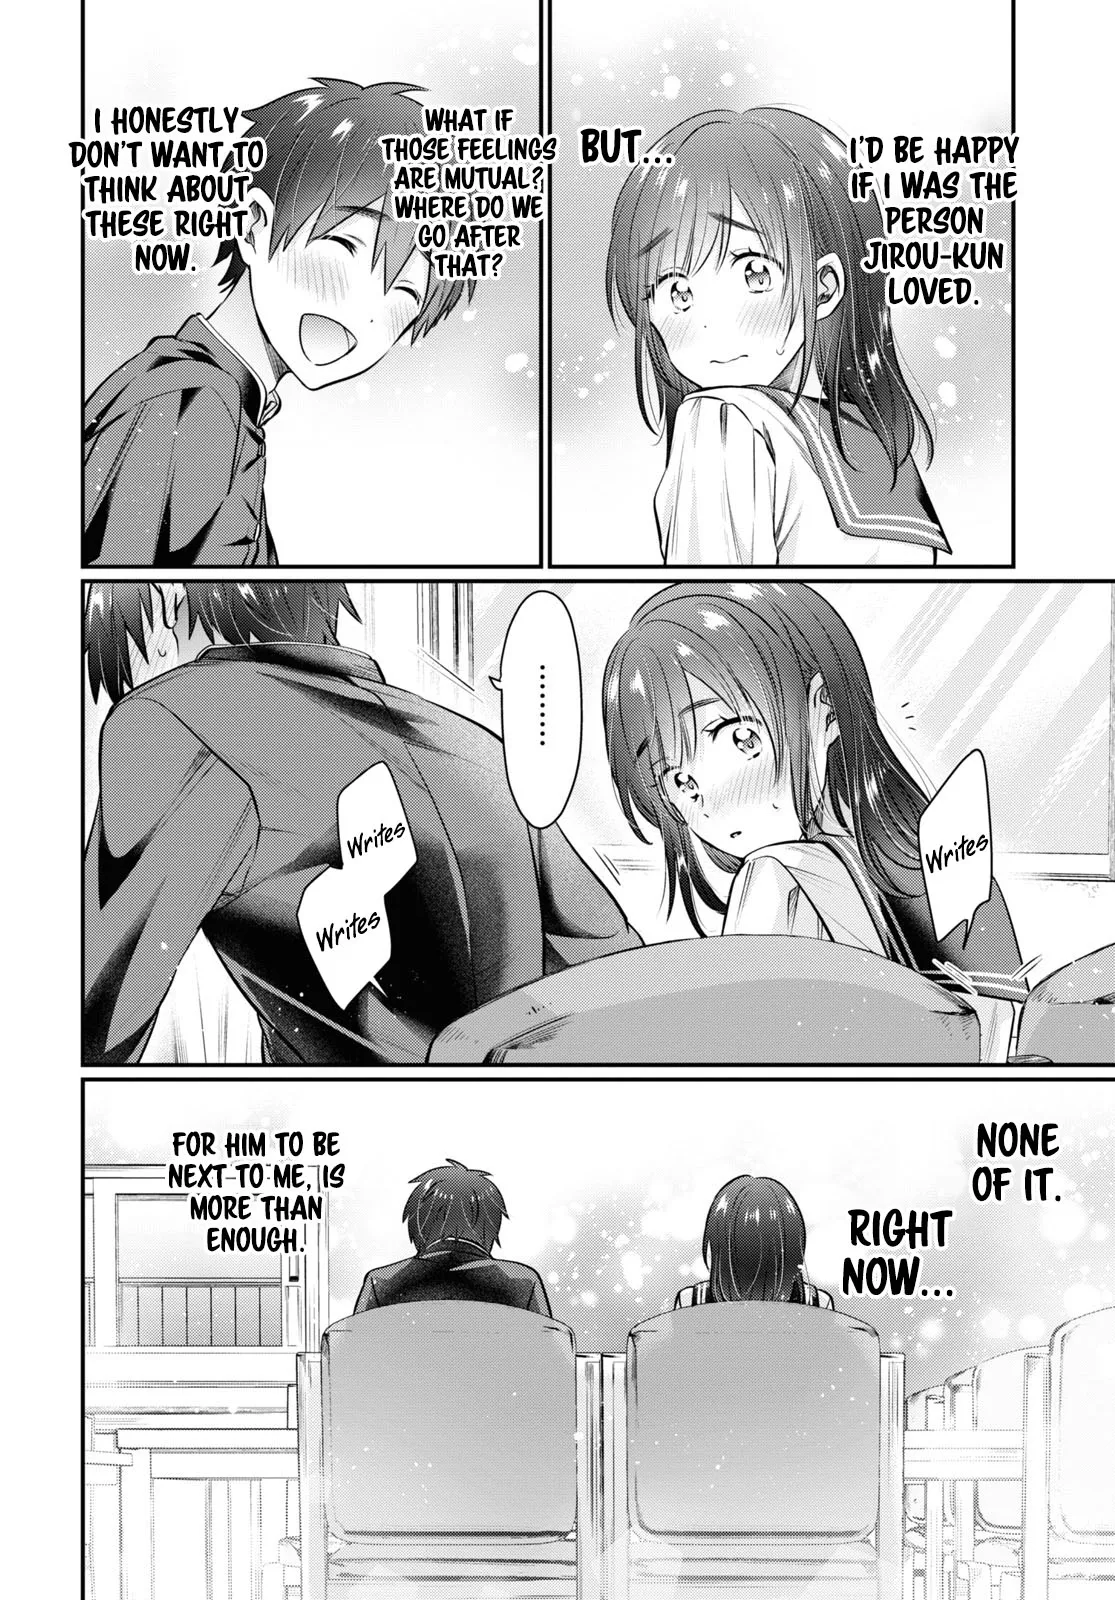 I'D BE HAPPY
IF I WAS THE
PERSON
JIROU-KUN
LOVED.
BUT...
WHAT IF
THOSE FEELINGS
ARE MUTUAL?
WHERE DO WE
GO AFTER
THAT?
I HONESTLY
DON'T WANT TO
THINK ABOUT
THESE RIGHT
NOW.
.........
Writes
Writes
Writes
NONE
OF IT.
RIGHT
NOW...
FOR HIM TO BE
NEXT TO ME, IS
MORE THAN
ENOUGH.